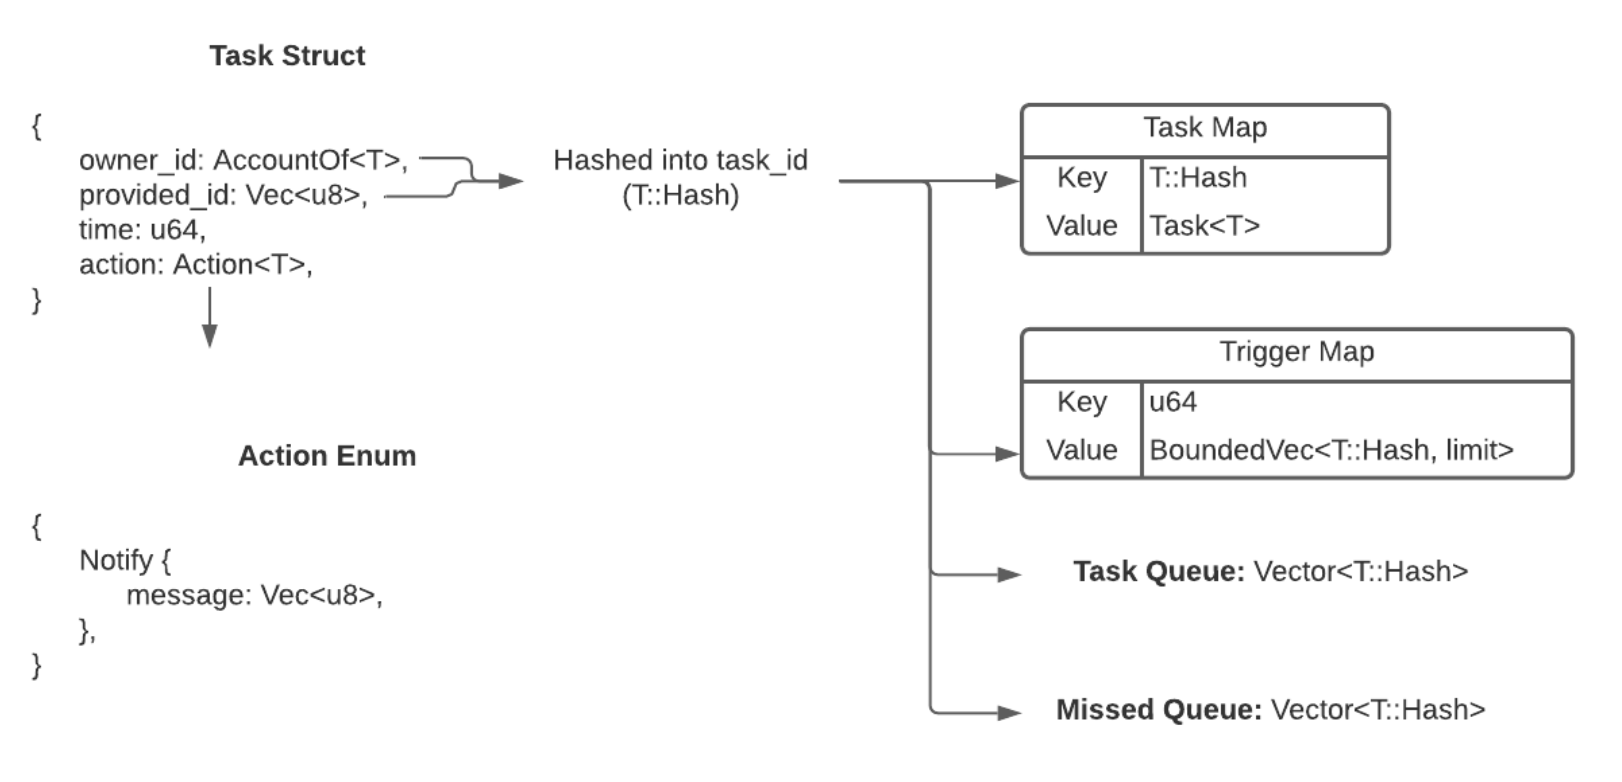 Task Struct
{
owner_id: AccountOf<T>,
provided_id: Vec<u8>,
time: u64,
action: Action<T>,
}
Hashed into task_id
(T::Hash)
Task Map
Key T::Hash
Value Task<T>
Trigger Map
Key u64
Value BoundedVec<T::Hash, limit>
Action Enum
{
Notify {
message: Vec<u8>,
},
}
Task Queue: Vector<T::Hash>
Missed Queue: Vector<T::Hash>